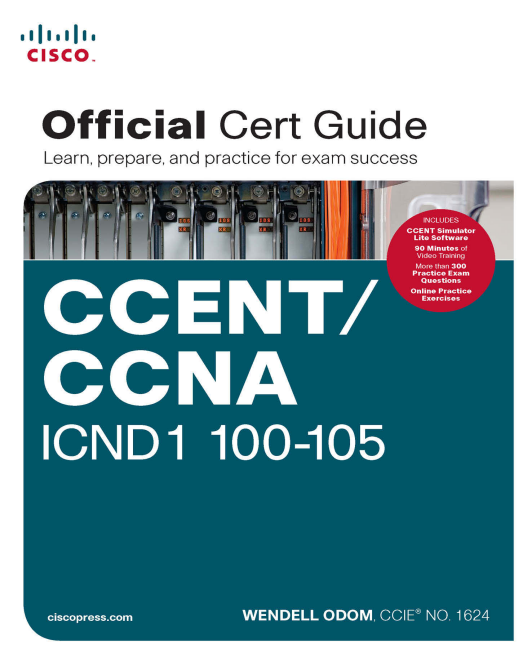 CISCO
Official Cert Guide
Learn, prepare, and practice for exam success
INCLUDES
CCENT Simulator
Lite Software
90 Minutes of
Video Training
More than 300
Practice Exam
Questions
Online Practice
Exercises
CCENT/
CCNA
ICND1 100-105
ciscopress.com
WENDELL ODOM, CCIE® NO. 1624